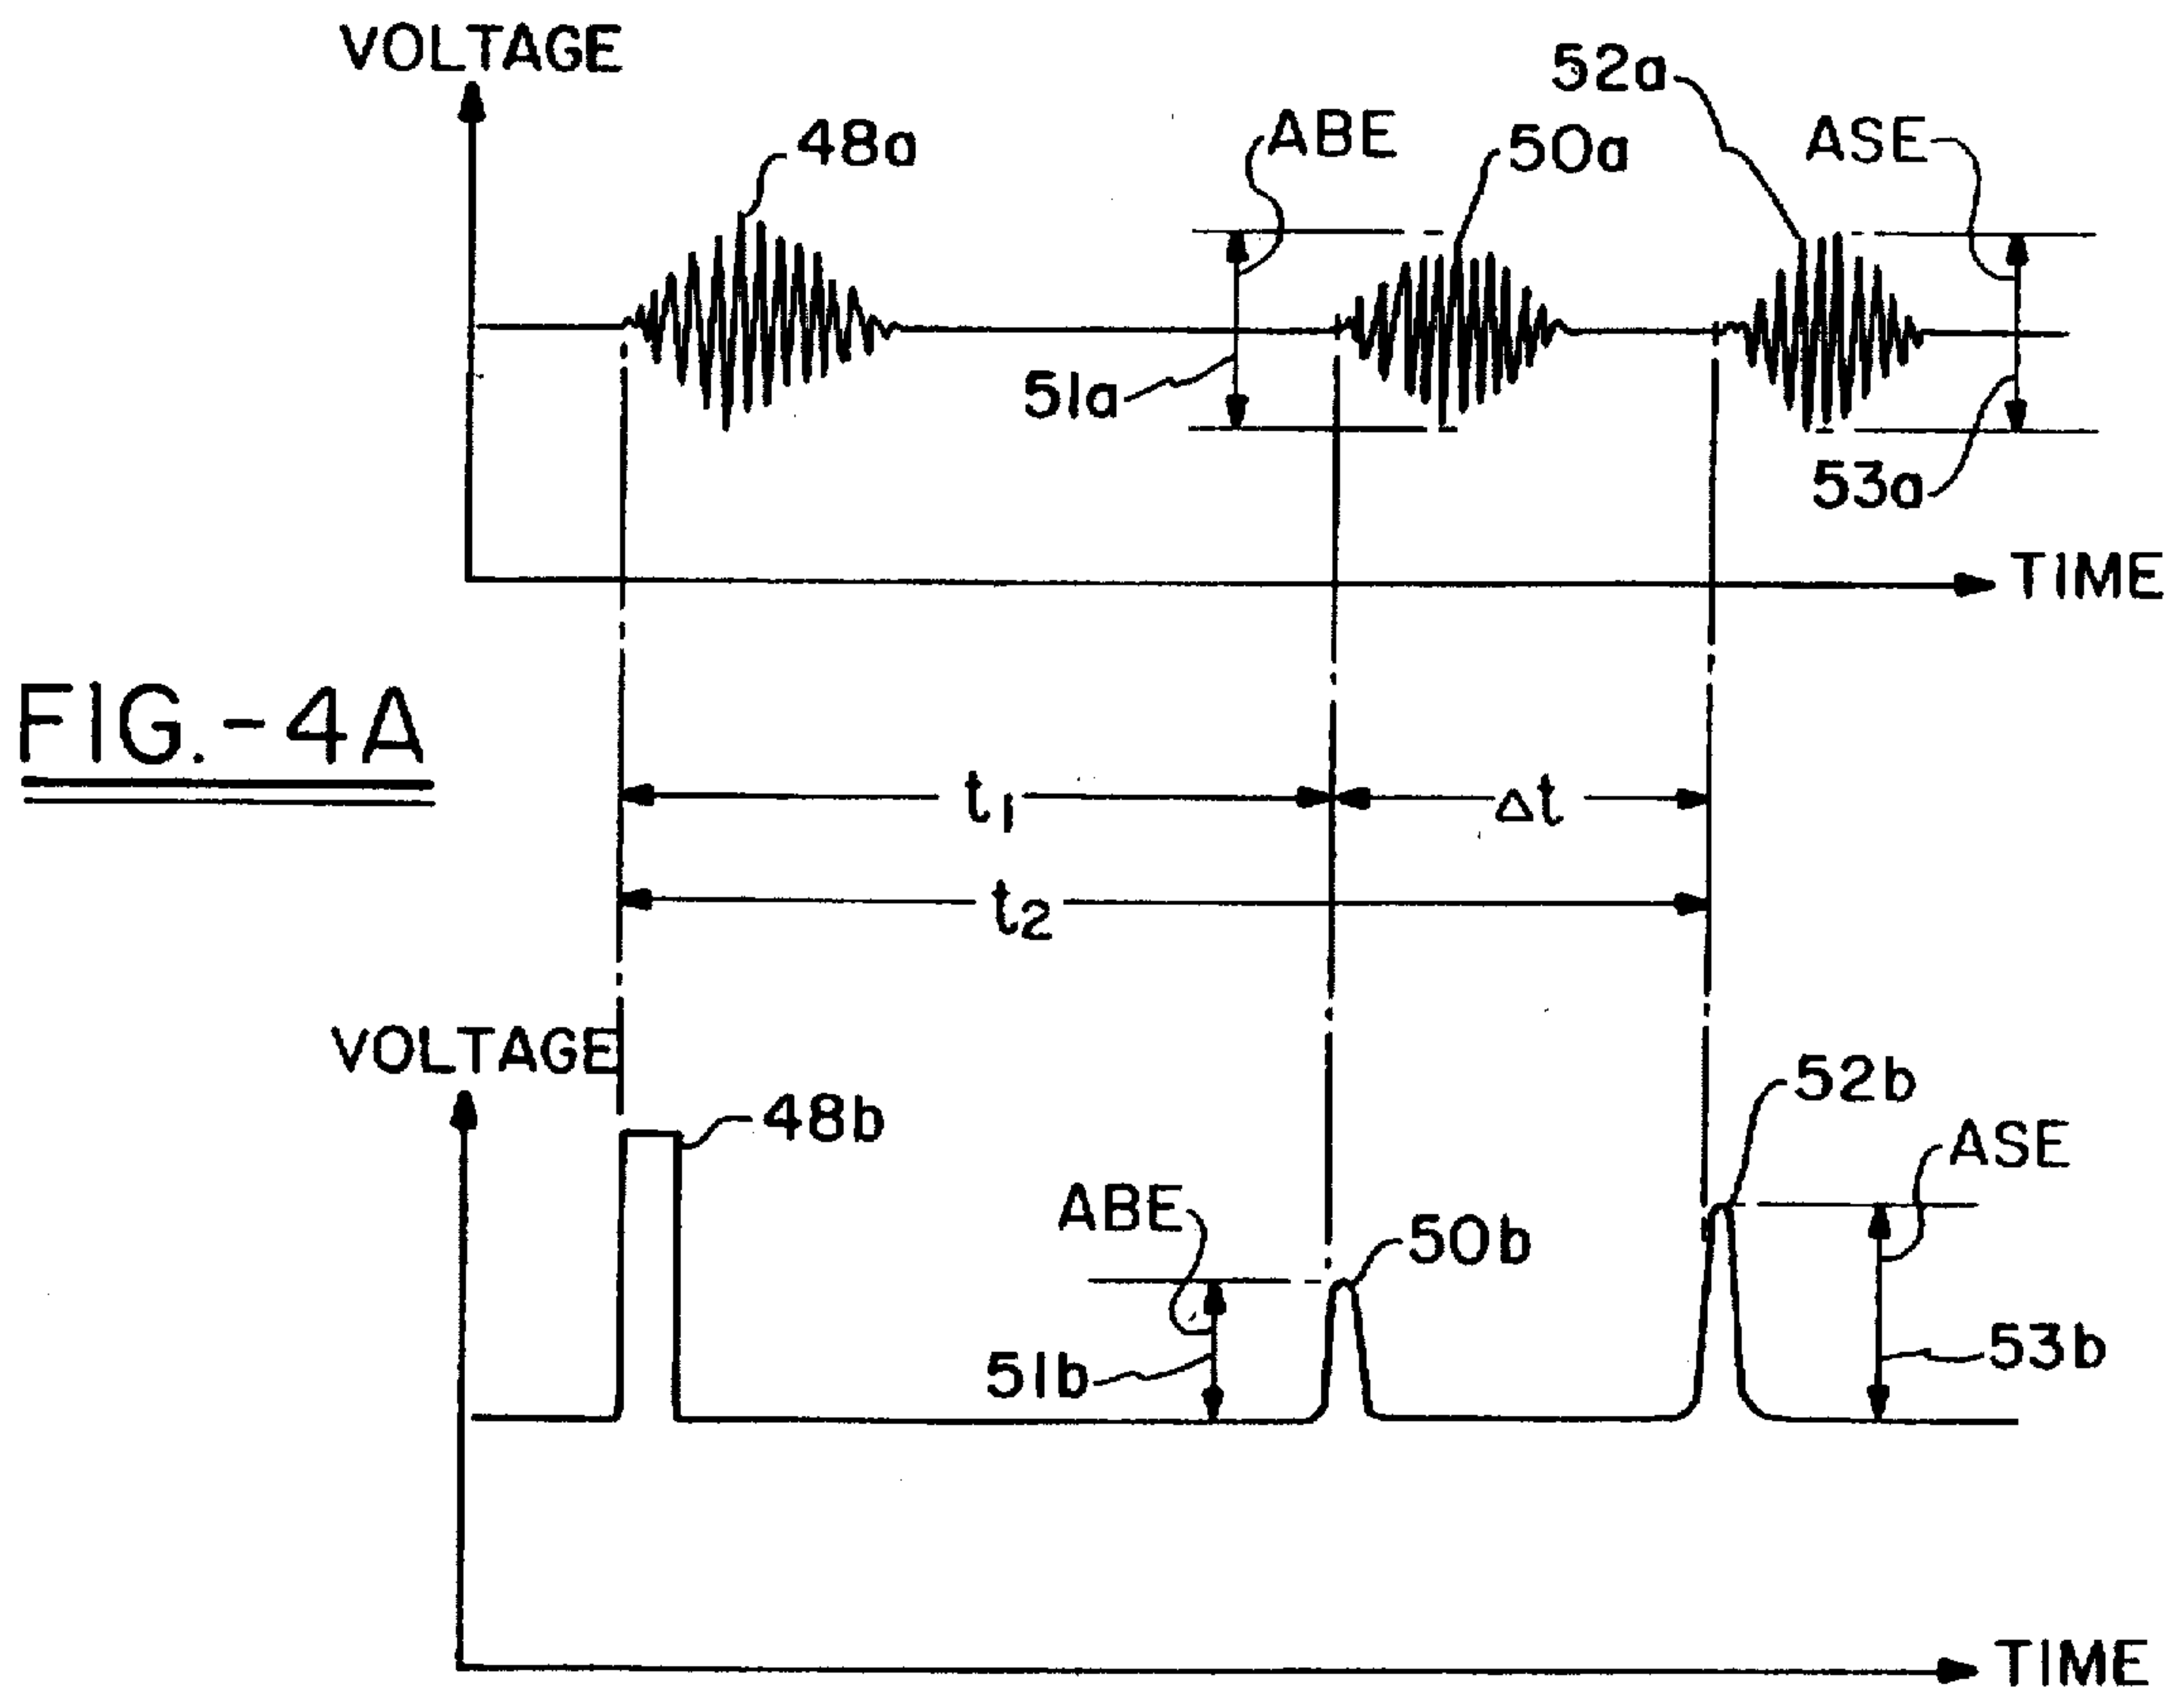 VOLTAGE
48a
ABE
50a
52a
ASE
51a
53a
TIME
FIG.-4A
t1
Δt
t2
VOLTAGE
48b
ABE
50b
52b
ASE
51b
53b
TIME